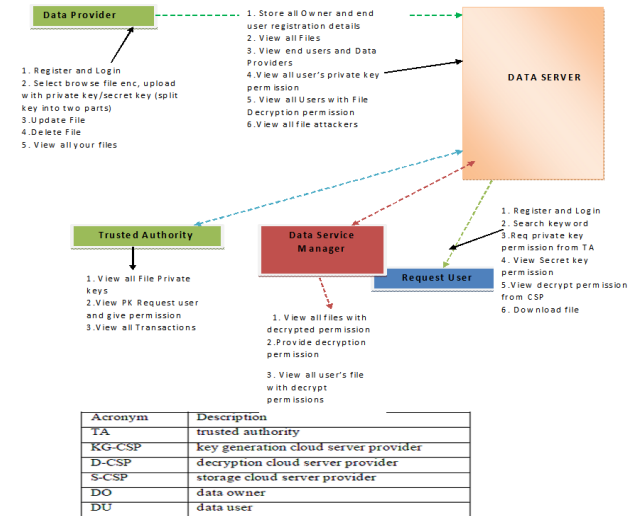 Data Provider
1. Register and Login
2. Select browse file enc, upload
with private key/secret key (split
key into two parts)
3.Update File
4.Delete File
5. View all your files
1. Store all Owner and end
user registration details
2. View all Files
3. View end users and Data
Providers
4.View all user's private key
permission
5. View all Users with File
Decryption permission
6.View all file attackers
DATA SERVER
Trusted Authority
1. View all File Private
keys
2.View PK Request user
and give permission
3.View all Transactions
Data Service
Manager
1. View all files with
decrypted permission
2.Provide decryption
permission
3. View all user's file
with decrypt
permissions
Request User
1. Register and Login
2. Search keyword
3.Req private key
permission from TA
4. View Secret key
permission
5.View decrypt permission
from CSP
6. Download file
Acronym Description
TA trusted authority
KG-CSP key generation cloud server provider
D-CSP decryption cloud server provider
S-CSP storage cloud server provider
DO data owner
DU data user